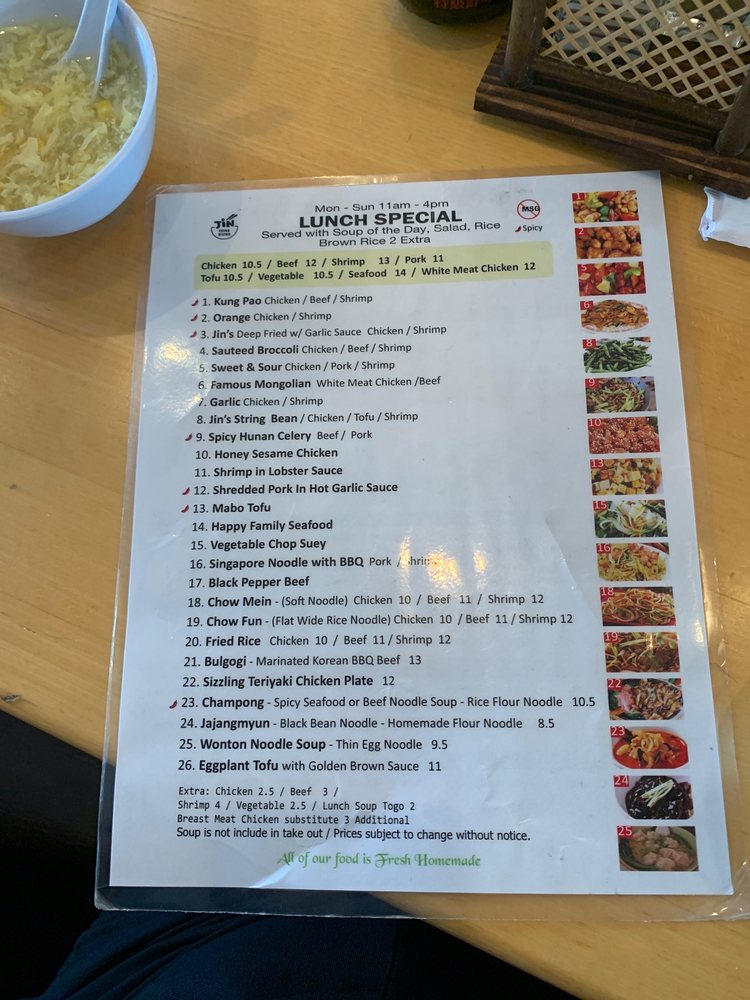 JIN
CHINA BISTRO
Mon - Sun 11am - 4pm
LUNCH SPECIAL
Served with Soup of the Day, Salad, Rice
Brown Rice 2 Extra
MSG
Spicy
Chicken 10.5 / Beef 12 / Shrimp 13 / Pork 11
Tofu 10.5 / Vegetable 10.5 / Seafood 14 / White Meat Chicken 12
1. Kung Pao Chicken / Beef / Shrimp
2. Orange Chicken / Shrimp
3. Jin's Deep Fried w/ Garlic Sauce Chicken / Shrimp
4. Sauteed Broccoli Chicken / Beef / Shrimp
5. Sweet & Sour Chicken / Pork / Shrimp
6. Famous Mongolian White Meat Chicken /Beef
7. Garlic Chicken / Shrimp
8. Jin's String Bean / Chicken / Tofu / Shrimp
9. Spicy Hunan Celery Beef / Pork
10. Honey Sesame Chicken
11. Shrimp in Lobster Sauce
12. Shredded Pork In Hot Garlic Sauce
13. Mabo Tofu
14. Happy Family Seafood
15. Vegetable Chop Suey
16. Singapore Noodle with BBQ Pork / Shrimp
17. Black Pepper Beef
18. Chow Mein - (Soft Noodle) Chicken 10 / Beef 11 / Shrimp 12
19. Chow Fun - (Flat Wide Rice Noodle) Chicken 10 / Beef 11 / Shrimp 12
20. Fried Rice Chicken 10 / Beef 11 / Shrimp 12
21. Bulgogi - Marinated Korean BBQ Beef 13
22. Sizzling Teriyaki Chicken Plate 12
23. Champong - Spicy Seafood or Beef Noodle Soup - Rice Flour Noodle 10.5
24. Jajangmyun - Black Bean Noodle - Homemade Flour Noodle 8.5
25. Wonton Noodle Soup - Thin Egg Noodle 9.5
26. Eggplant Tofu with Golden Brown Sauce 11
Extra: Chicken 2.5 / Beef 3 /
Shrimp 4 / Vegetable 2.5 / Lunch Soup Togo 2
Breast Meat Chicken substitute 3 Additional
Soup is not include in take out / Prices subject to change without notice.
All of our food is Fresh Homemade
2
5
6
8
9
10
13
15
16
18
19
22
23
24
25